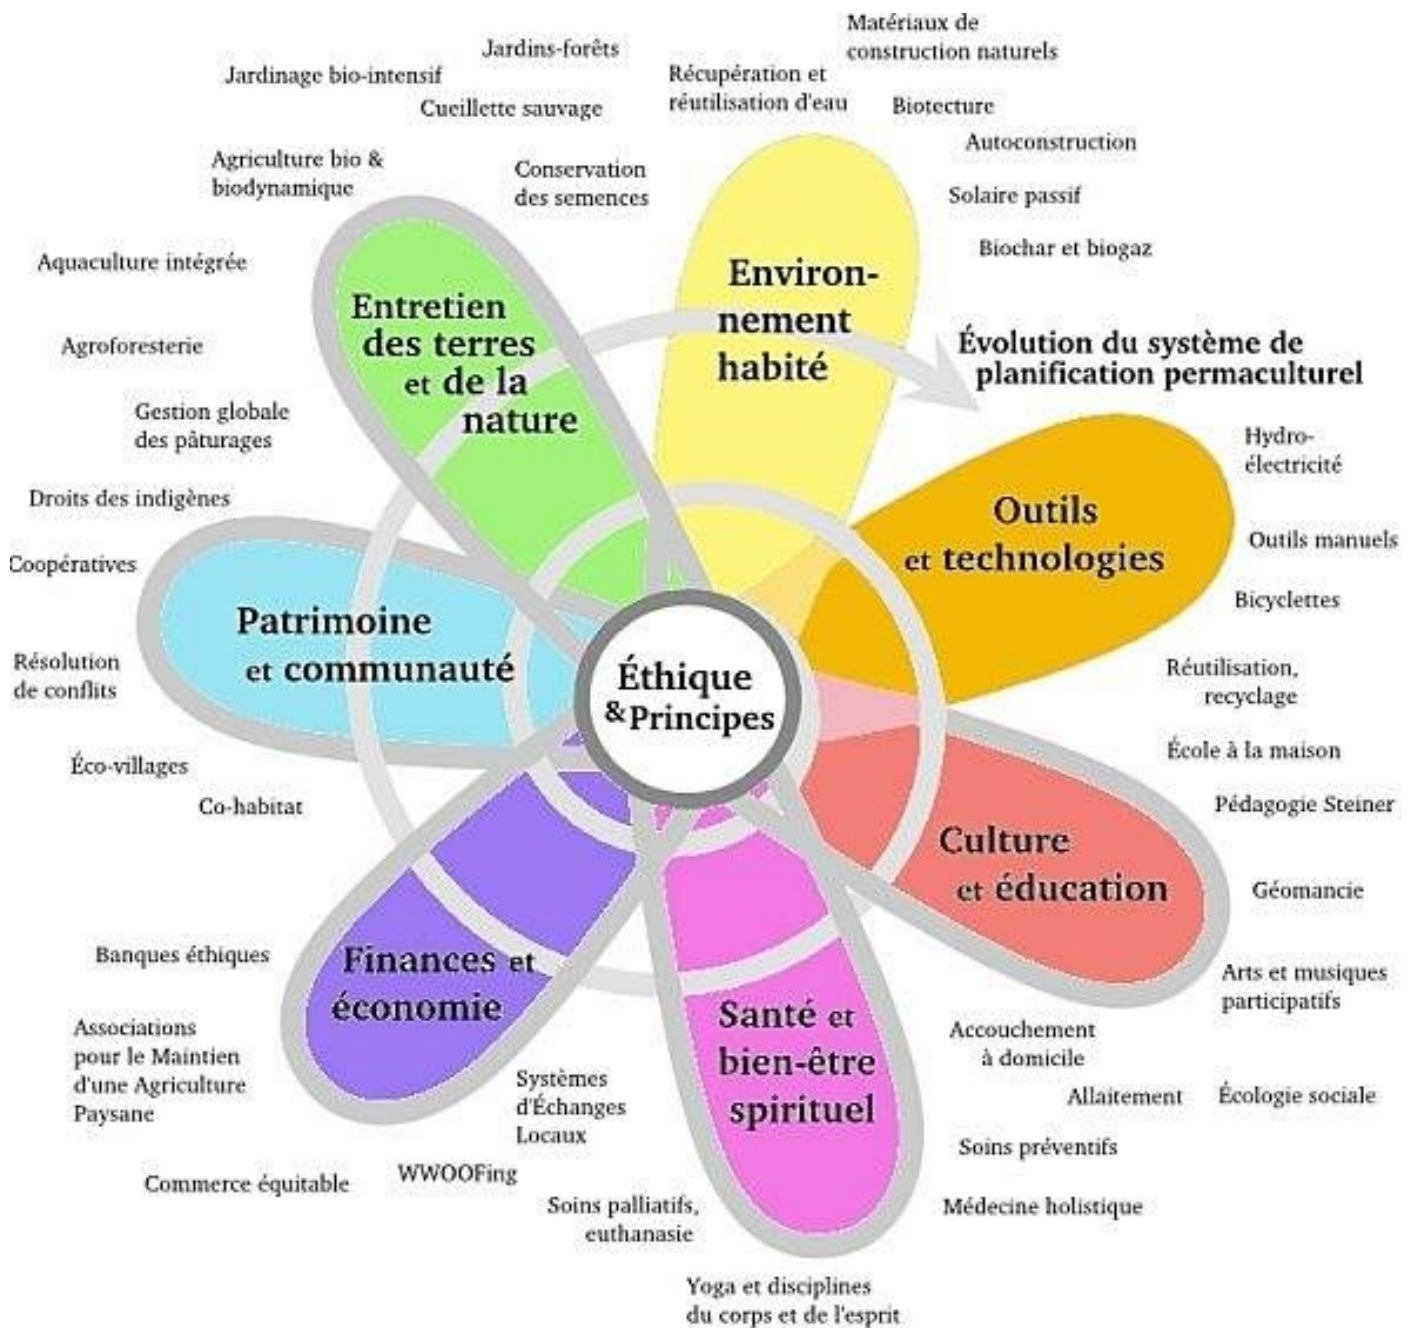 Matériaux de
construction naturels
Jardins-forêts
Jardinage bio-intensif
Récupération et
réutilisation d'eau
Cueillette sauvage
Biotecture
Autoconstruction
Agriculture bio &
biodynamique
Conservation
des semences
Solaire passif
Biochar et biogaz
Aquaculture intégrée
Agroforesterie
Gestion globale
des pâturages
Entretien
des terres
et de la
nature
Environ-
nement
habité
Évolution du système de
planification permaculturel
Hydro-
électricité
Outils manuels
Bicyclettes
Réutilisation,
recyclage
Outils
et technologies
Droits des indigènes
Coopératives
Résolution
de conflits
Éco-villages
Co-habitat
Patrimoine
et communauté
Éthique
&Principes
École à la maison
Pédagogie Steiner
Géomancie
Arts et musiques
participatifs
Écologie sociale
Culture
et éducation
Finances et
économie
Banques éthiques
Associations
pour le Maintien
d'une Agriculture
Paysane
Commerce équitable
WWOOFing
Systèmes
d'Échanges
Locaux
Santé et
bien-être
spirituel
Accouchement
à domicile
Allaitement
Soins préventifs
Médecine holistique
Soins palliatifs,
euthanasie
Yoga et disciplines
du corps et de l'esprit